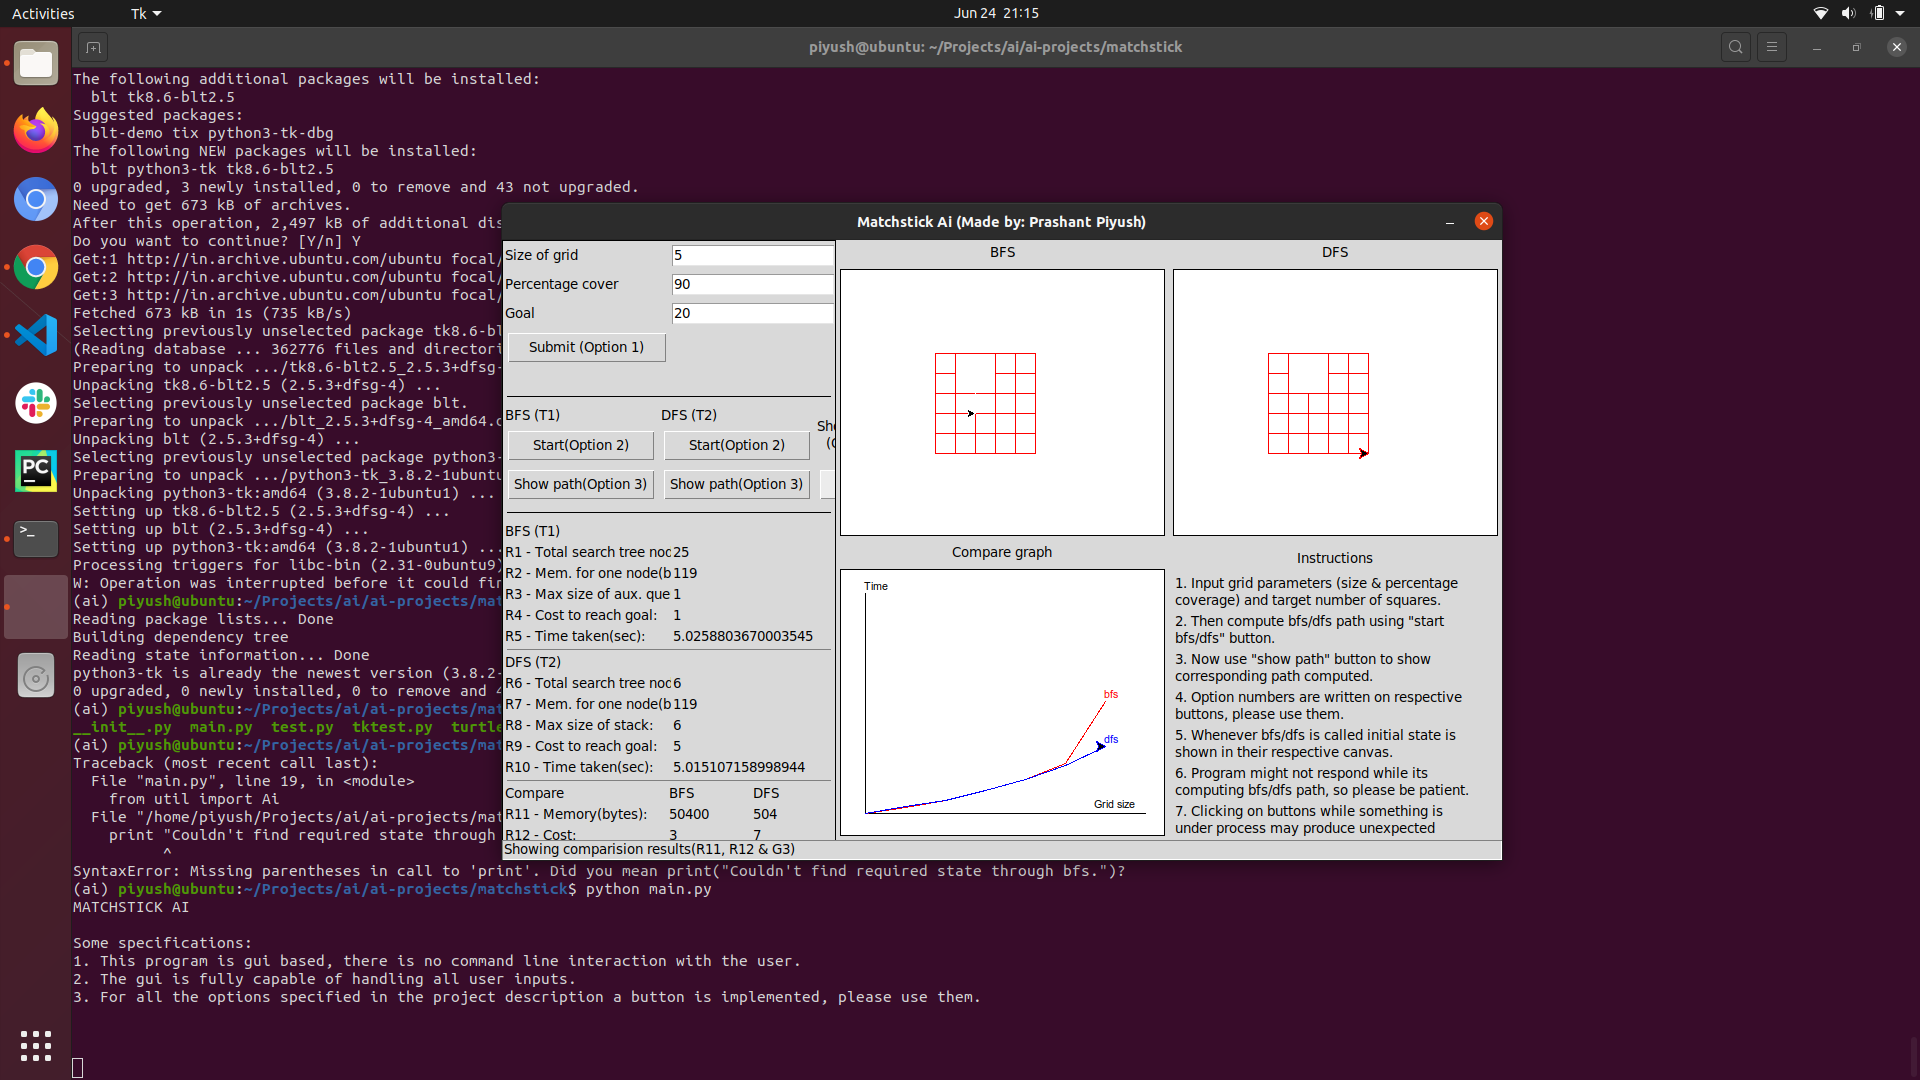 Activities
Tk
Jun 24 21:15
piyush@ubuntu: ~/Projects/ai/ai-projects/matchstick
The following additional packages will be installed:
blt tk8.6-blt2.5
Suggested packages:
blt-demo tix python3-tk-dbg
The following NEW packages will be installed:
blt python3-tk tk8.6-blt2.5
0 upgraded, 3 newly installed, 0 to remove and 43 not upgraded.
Need to get 673 kB of archives.
After this operation, 2,497 kB of additional dis
Do you want to continue? [Y/n] Y
Get:1 http://in.archive.ubuntu.com/ubuntu focal/
Get:2 http://in.archive.ubuntu.com/ubuntu focal/
Get:3 http://in.archive.ubuntu.com/ubuntu focal/
Fetched 673 kB in 1s (735 kB/s)
Selecting previously unselected package tk8.6-bl
(Reading database ... 362776 files and directori
Preparing to unpack .../tk8.6-blt2.5_2.5.3+dfsg-
Unpacking tk8.6-blt2.5 (2.5.3+dfsg-4) ...
Selecting previously unselected package blt.
Preparing to unpack .../blt_2.5.3+dfsg-4_amd64.d
Unpacking blt (2.5.3+dfsg-4) ...
Selecting previously unselected package python3-
Preparing to unpack .../python3-tk_3.8.2-1ubuntu
Unpacking python3-tk:amd64 (3.8.2-1ubuntu1) ...
Setting up tk8.6-blt2.5 (2.5.3+dfsg-4) ...
Setting up blt (2.5.3+dfsg-4) ...
Setting up python3-tk:amd64 (3.8.2-1ubuntu1) ...
Processing triggers for libc-bin (2.31-0ubuntu9)
W: Operation was interrupted before it could fin
(ai) piyush@ubuntu:~/Projects/ai/ai-projects/mat
Reading package lists... Done
Building dependency tree
Reading state information... Done
python3-tk is already the newest version (3.8.2-
0 upgraded, 0 newly installed, 0 to remove and 4
(ai) piyush@ubuntu:~/Projects/ai/ai-projects/mat
__init__.py main.py test.py tktest.py turtle
(ai) piyush@ubuntu:~/Projects/ai/ai-projects/mat
Traceback (most recent call last):
File "main.py", line 19, in <module>
from util import Ai
File "/home/piyush/Projects/ai/ai-projects/mat
print "Couldn't find required state through
^
SyntaxError: Missing parentheses in call to 'print'. Did you mean print("Couldn't find required state through bfs.")?
(ai) piyush@ubuntu:~/Projects/ai/ai-projects/matchstick$ python main.py
MATCHSTICK AI
Some specifications:
1. This program is gui based, there is no command line interaction with the user.
2. The gui is fully capable of handling all user inputs.
3. For all the options specified in the project description a button is implemented, please use them.
Matchstick Ai (Made by: Prashant Piyush)
Size of grid 5
Percentage cover 90
Goal 20
Submit (Option 1)
BFS (T1) DFS (T2)
Sho
(O
Start(Option 2) Start(Option 2)
Show path(Option 3) Show path(Option 3)
BFS (T1)
R1 - Total search tree nod 25
R2 - Mem. for one node(b 119
R3 - Max size of aux. que 1
R4 - Cost to reach goal: 1
R5 - Time taken(sec): 5.0258803670003545
DFS (T2)
R6 - Total search tree nod 6
R7 - Mem. for one node(b 119
R8 - Max size of stack: 6
R9 - Cost to reach goal: 5
R10 - Time taken(sec): 5.015107158998944
Compare BFS DFS
R11 - Memory(bytes): 50400 504
R12 - Cost: 3 7
Showing comparision results(R11, R12 & G3)
BFS
DFS
Compare graph
Time
bfs
dfs
Grid size
Instructions
1. Input grid parameters (size & percentage
coverage) and target number of squares.
2. Then compute bfs/dfs path using "start
bfs/dfs" button.
3. Now use "show path" button to show
corresponding path computed.
4. Option numbers are written on respective
buttons, please use them.
5. Whenever bfs/dfs is called initial state is
shown in their respective canvas.
6. Program might not respond while its
computing bfs/dfs path, so please be patient.
7. Clicking on buttons while something is
under process may produce unexpected
PC
>_